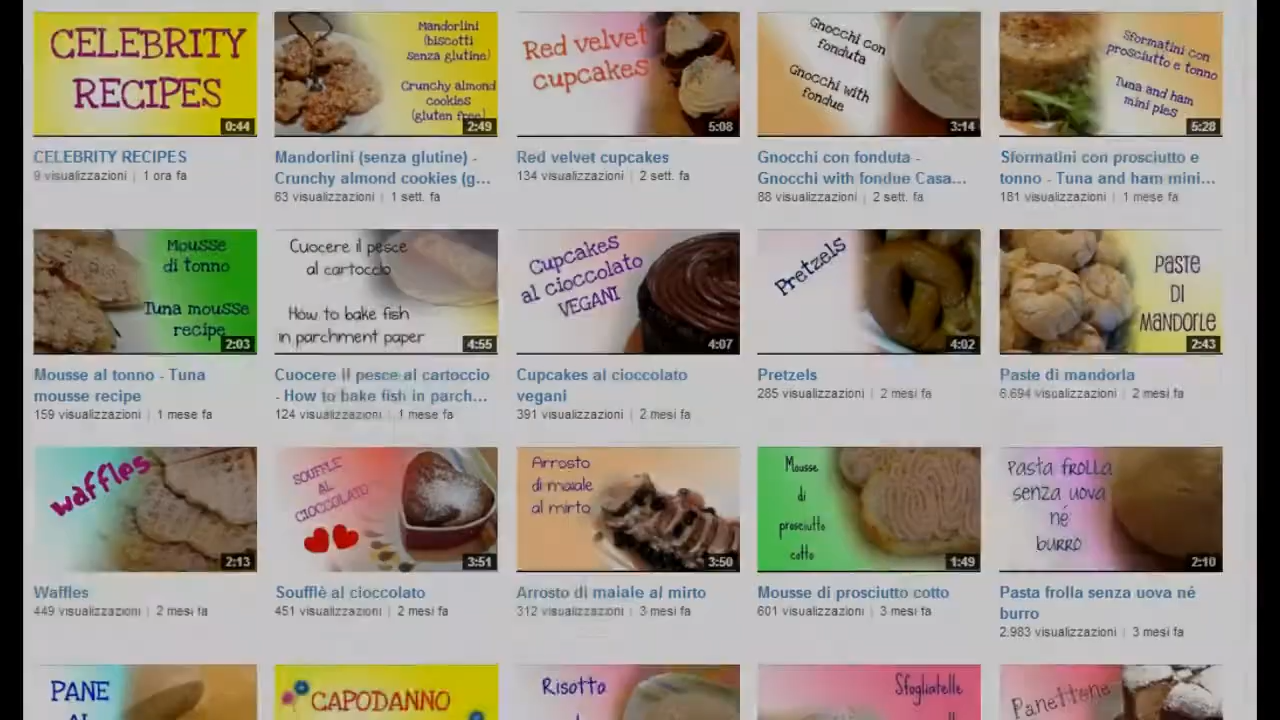 CELEBRITY
RECIPES
0:44
CELEBRITY RECIPES
9 visualizzazioni | 1 ora fa
Mandorlini
(biscotti
senza glutine)
Crunchy almond
cookies
(gluten free)
2:49
Mandorlini (senza glutine) -
Crunchy almond cookies (g...
63 visualizzazioni | 1 sett. fa
Red velvet
cupcakes
5:08
Red velvet cupcakes
134 visualizzazioni | 2 sett. fa
Gnocchi con
fonduta
Gnocchi with
fondue
3:14
Gnocchi con fonduta -
Gnocchi with fondue Casa...
88 visualizzazioni | 2 sett. fa
Sformatini con
prosciutto e tonno
Tuna and ham
mini pies
5:28
Sformatini con prosciutto e
tonno - Tuna and ham mini...
181 visualizzazioni | 1 mese fa
Mousse
di tonno
Tuna mousse
recipe
2:03
Mousse al tonno - Tuna
mousse recipe
159 visualizzazioni | 1 mese fa
Cuocere il pesce
al cartoccio
How to bake fish
in parchment paper
4:55
Cuocere il pesce al cartoccio
- How to bake fish in parch...
124 visualizzazioni | 1 mese fa
Cupcakes
al cioccolato
VEGANI
4:07
Cupcakes al cioccolato
vegani
391 visualizzazioni | 2 mesi fa
Pretzels
4:02
Pretzels
285 visualizzazioni | 2 mesi fa
PASTE
DI
MANDORLE
2:43
Paste di mandorla
6.694 visualizzazioni | 2 mesi fa
waffles
2:13
Waffles
449 visualizzazioni | 2 mesi fa
SOUFFLE'
AL
CIOCCOLATO
3:51
Soufflè al cioccolato
451 visualizzazioni | 2 mesi fa
Arrosto
di maiale
al mirto
3:50
Arrosto di maiale al mirto
312 visualizzazioni | 3 mesi fa
Mousse
di
prosciutto
cotto
1:49
Mousse di prosciutto cotto
601 visualizzazioni | 3 mesi fa
Pasta frolla
senza uova
né
burro
2:10
Pasta frolla senza uova né
burro
2.983 visualizzazioni | 3 mesi fa
PANE
AL
CAPODANNO
Risotto
Sfogliatelle
Panettone